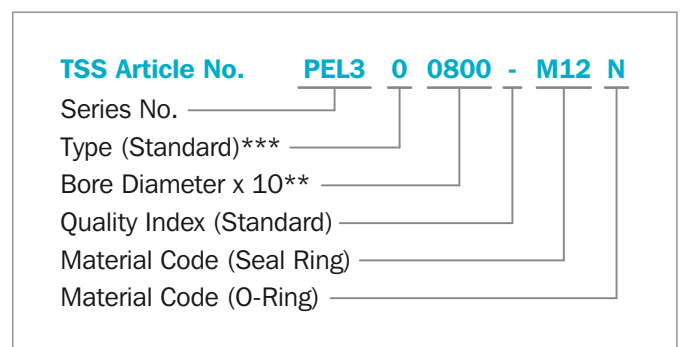 TSS Article No. PEL3 0 0800 - M12 N
Series No.
Type (Standard)***
Bore Diameter x 10**
Quality Index (Standard)
Material Code (Seal Ring)
Material Code (O-Ring)